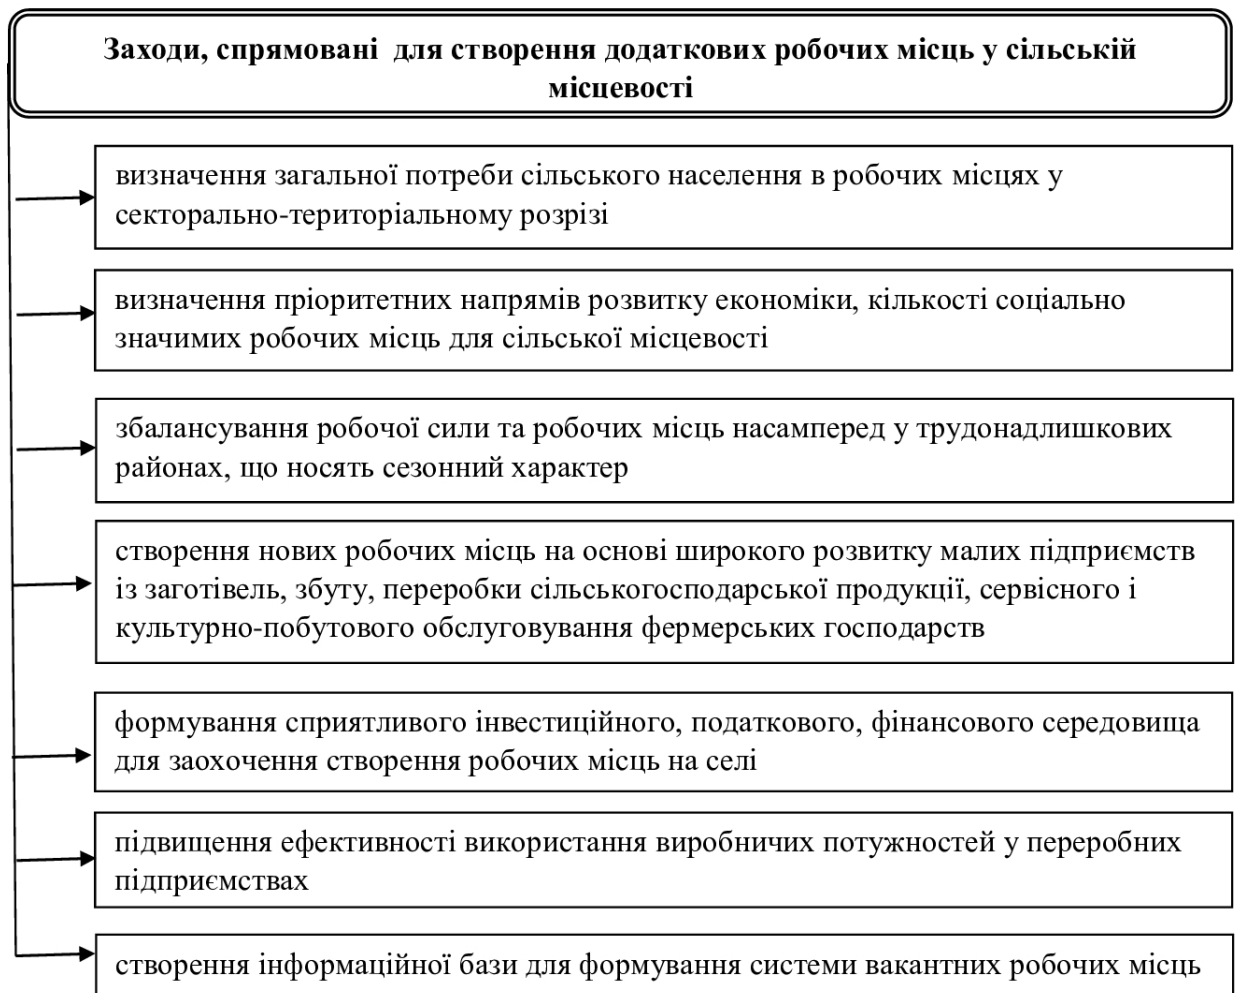 Заходи, спрямовані для створення додаткових робочих місць у сільській
місцевості
визначення загальної потреби сільського населення в робочих місцях у
секторально-територіальному розрізі
визначення пріоритетних напрямів розвитку економіки, кількості соціально
значимих робочих місць для сільської місцевості
збалансування робочої сили та робочих місць насамперед у трудонадлишкових
районах, що носять сезонний характер
створення нових робочих місць на основі широкого розвитку малих підприємств
із заготівель, збуту, переробки сільськогосподарської продукції, сервісного і
культурно-побутового обслуговування фермерських господарств
формування сприятливого інвестиційного, податкового, фінансового середовища
для заохочення створення робочих місць на селі
підвищення ефективності використання виробничих потужностей у переробних
підприємствах
створення інформаційної бази для формування системи вакантних робочих місць